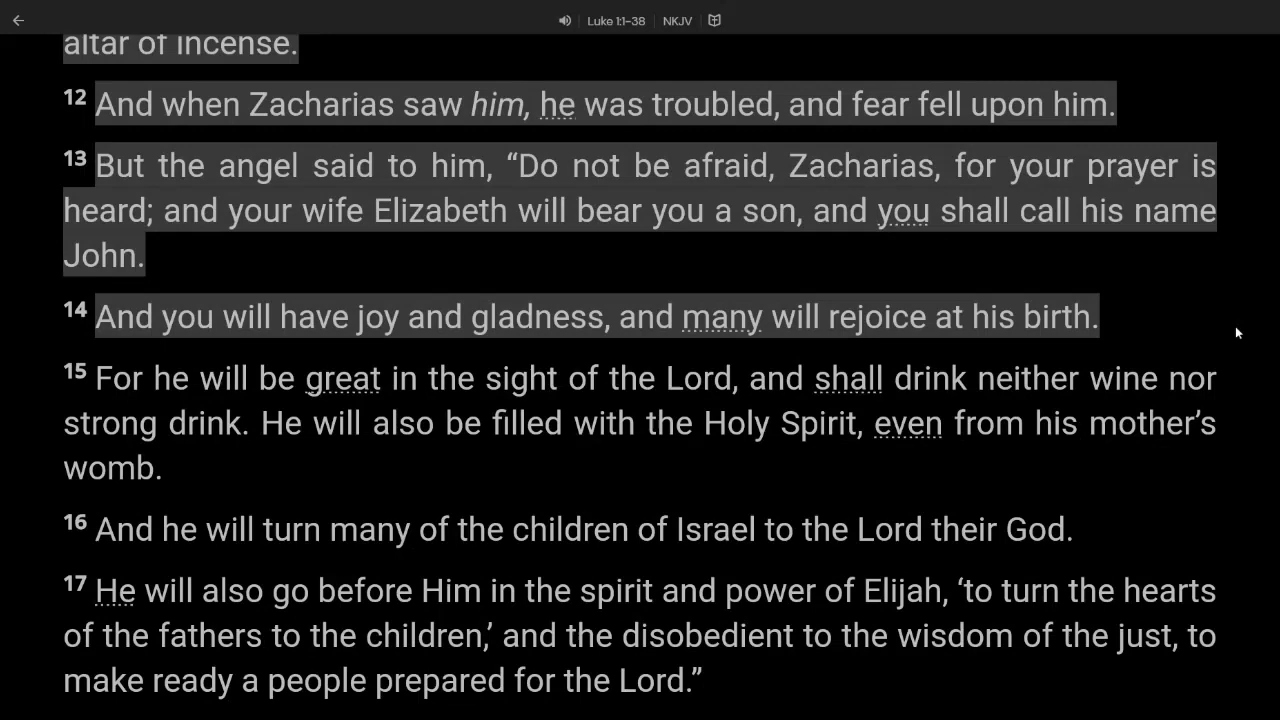 Luke 1:1-38 NKJV
altar of incense.
12 And when Zacharias saw him, he was troubled, and fear fell upon him.
13 But the angel said to him, “Do not be afraid, Zacharias, for your prayer is
heard; and your wife Elizabeth will bear you a son, and you shall call his name
John.
14 And you will have joy and gladness, and many will rejoice at his birth.
15 For he will be great in the sight of the Lord, and shall drink neither wine nor
strong drink. He will also be filled with the Holy Spirit, even from his mother’s
womb.
16 And he will turn many of the children of Israel to the Lord their God.
17 He will also go before Him in the spirit and power of Elijah, ‘to turn the hearts
of the fathers to the children,’ and the disobedient to the wisdom of the just, to
make ready a people prepared for the Lord.”